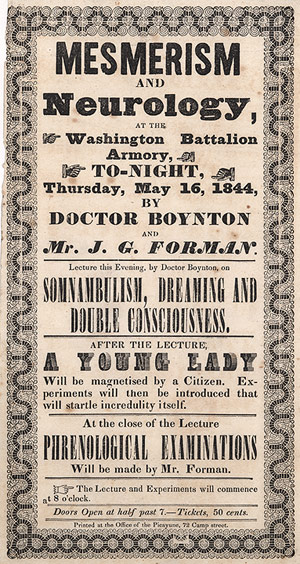 MESMERISM
AND
Neurology,
AT THE
Washington Battalion
Armory,
TO-NIGHT,
Thursday, May 16, 1844,
BY
DOCTOR BOYNTON
AND
Mr. J. G. FORMAN.
Lecture this Evening, by Doctor Boynton, on
SOMNAMBULISM, DREAMING AND
DOUBLE CONSCIOUSNESS.
AFTER THE LECTURE,
A YOUNG LADY
Will be magnetised by a Citizen. Ex-
periments will then be introduced that
will startle incredulity itself.
At the close of the Lecture
PHRENOLOGICAL EXAMINATIONS
Will be made by Mr. Forman.
The Lecture and Experiments will commence
at 8 o'clock.
Doors Open at half past 7.—Tickets, 50 cents.
Printed at the Office of the Picayune, 72 Camp street.